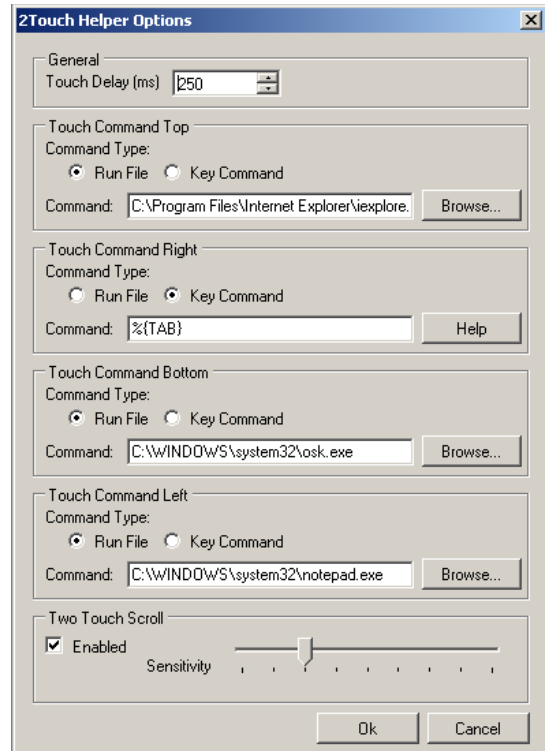 2Touch Helper Options
General
Touch Delay (ms) 250
Touch Command Top
Command Type:
Run File Key Command
Command: C:\Program Files\Internet Explorer\iexplore. Browse...
Touch Command Right
Command Type:
Run File Key Command
Command: %{TAB} Help
Touch Command Bottom
Command Type:
Run File Key Command
Command: C:\WINDOWS\system32\osk.exe Browse...
Touch Command Left
Command Type:
Run File Key Command
Command: C:\WINDOWS\system32\notepad.exe Browse...
Two Touch Scroll
Enabled
Sensitivity
Ok Cancel